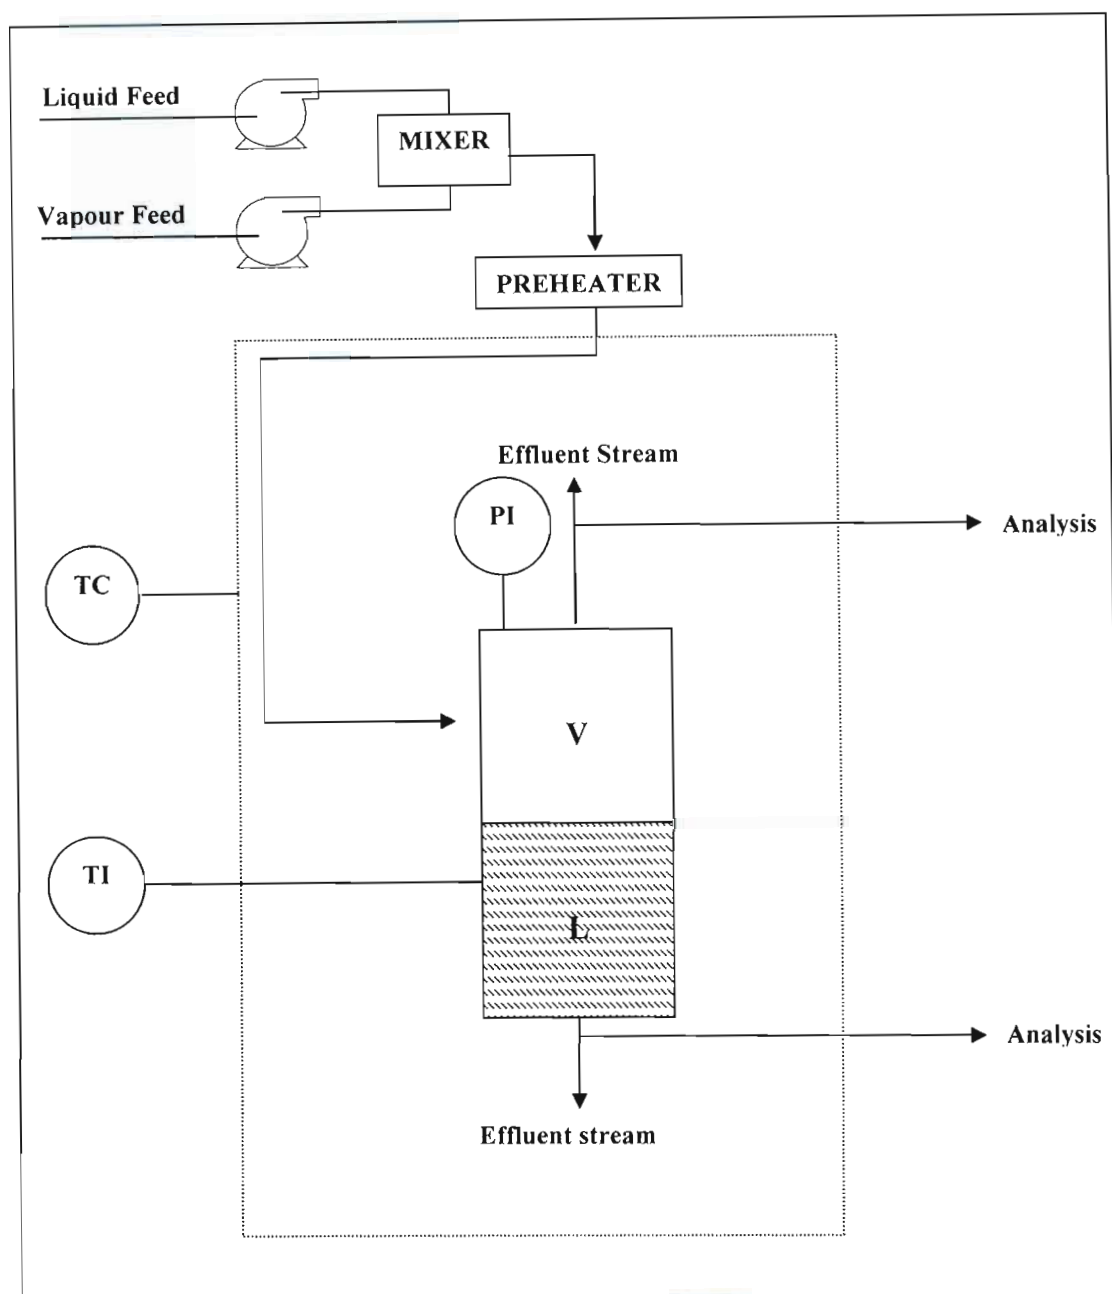 Liquid Feed
MIXER
Vapour Feed
PREHEATER
Effluent Stream
PI
Analysis
TC
V
TI
L
Analysis
Effluent stream